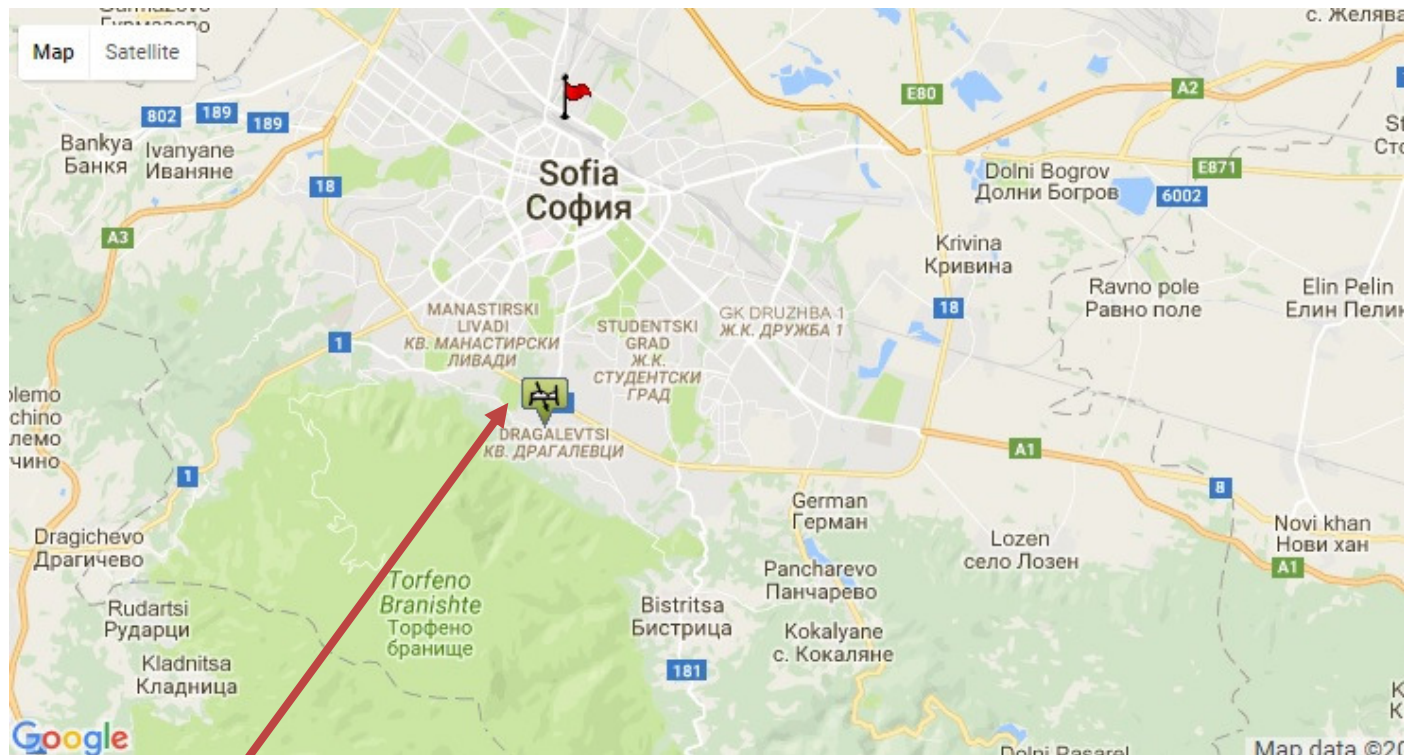 Map
Satellite
с. Желява
802
189
189
E80
A2
Bankya
Банкя
Ivanyane
Иваняне
18
Sofia
София
Dolni Bogrov
Долни Богров
E871
6002
A3
Krivina
Кривина
Ravno pole
Равно поле
Elin Pelin
Елин Пелин
18
MANASTIRSKI
LIVADI
КВ. МАНАСТИРСКИ
ЛИВАДИ
STUDENTSKI
GRAD
Ж.К.
СТУДЕНТСКИ
ГРАД
GK DRUZHBA 1
Ж.К. ДРУЖБА 1
1
DRAGALEVTSI
КВ. ДРАГАЛЕВЦИ
A1
1
8
German
Герман
Lozen
село Лозен
Novi khan
Нови хан
A1
Dragichevo
Драгичево
Torfeno
Branishte
Торфено
бранище
Pancharevo
Панчарево
Rudartsi
Рударци
Bistritsa
Бистрица
Kokalyane
с. Кокаляне
Kladnitsa
Кладница
181
Google
Dolni Pasarel
Map data ©20